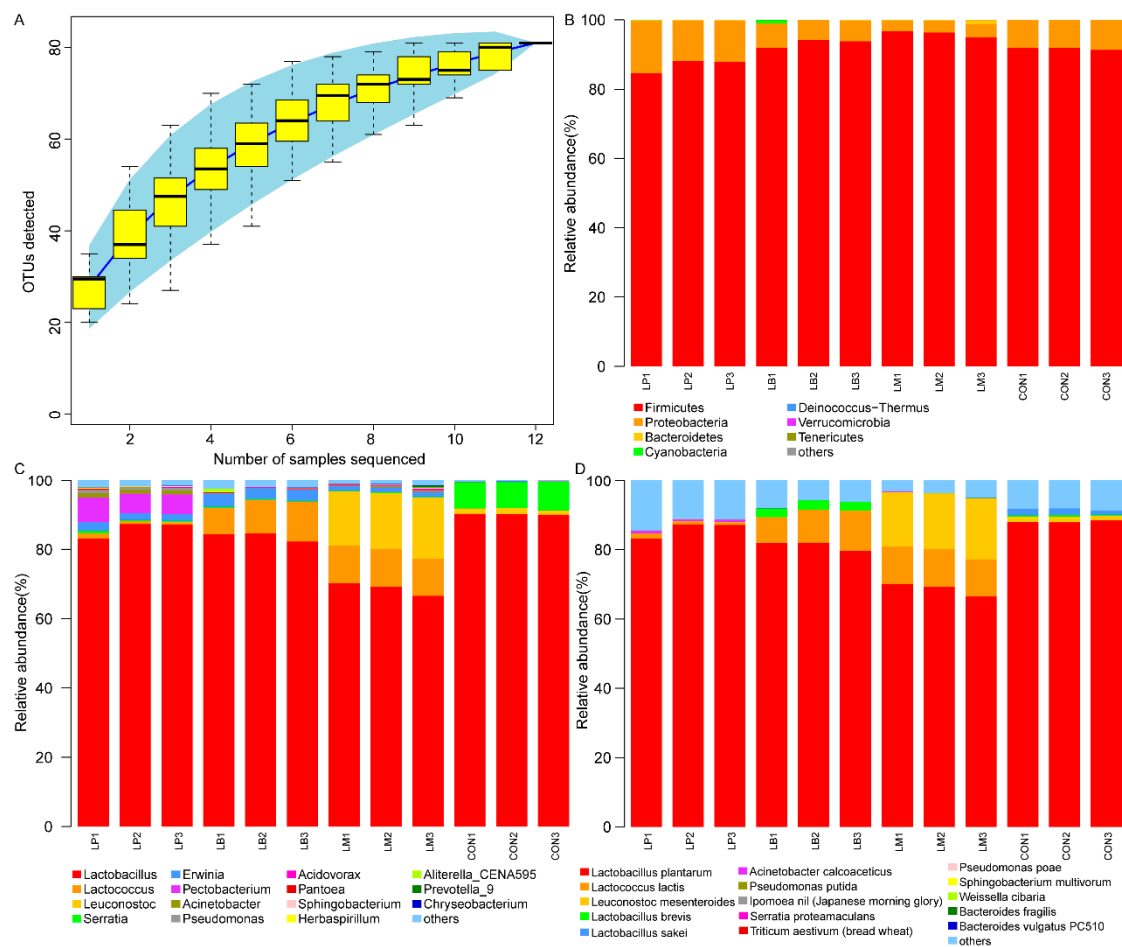 A
OTUs detected
80
60
40
20
0
2 4 6 8 10 12
Number of samples sequenced
B
Relative abundance(%)
100
80
60
40
20
0
LP1 LP2 LP3 LB1 LB2 LB3 LM1 LM2 LM3 CON1 CON2 CON3
Firmicutes Deinococcus-Thermus
Proteobacteria Verrucomicrobia
Bacteroidetes Tenericutes
Cyanobacteria others
C
Relative abundance(%)
100
80
60
40
20
0
LP1 LP2 LP3 LB1 LB2 LB3 LM1 LM2 LM3 CON1 CON2 CON3
Lactobacillus Erwinia Acidovorax Aliterella_CENA595
Lactococcus Pectobacterium Pantoea Prevotella_9
Leuconostoc Acinetobacter Sphingobacterium Chryseobacterium
Serratia Pseudomonas Herbaspirillum others
D
Relative abundance(%)
100
80
60
40
20
0
LP1 LP2 LP3 LB1 LB2 LB3 LM1 LM2 LM3 CON1 CON2 CON3
Lactobacillus plantarum Acinetobacter calcoaceticus Pseudomonas poae
Lactococcus lactis Pseudomonas putida Sphingobacterium multivorum
Leuconostoc mesenteroides Ipomoea nil (Japanese morning glory) Weissella cibaria
Lactobacillus brevis Serratia proteamaculans Bacteroides fragilis
Lactobacillus sakei Triticum aestivum (bread wheat) Bacteroides vulgatus PC510
others